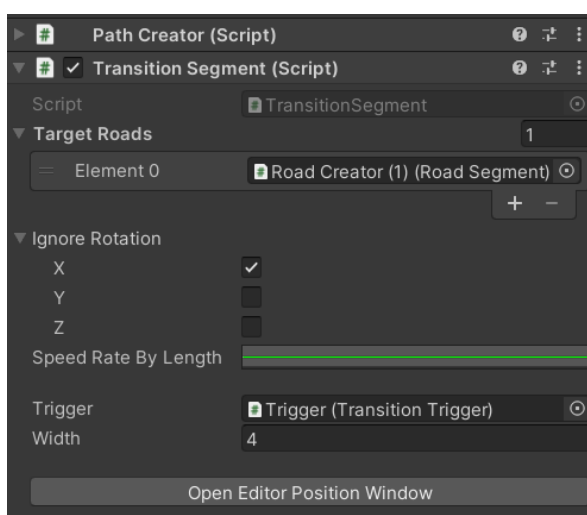 Path Creator (Script)
Transition Segment (Script)
Script TransitionSegment
Target Roads 1
Element 0 Road Creator (1) (Road Segment)
+ −
Ignore Rotation
X
Y
Z
Speed Rate By Length
Trigger Trigger (Transition Trigger)
Width 4
Open Editor Position Window